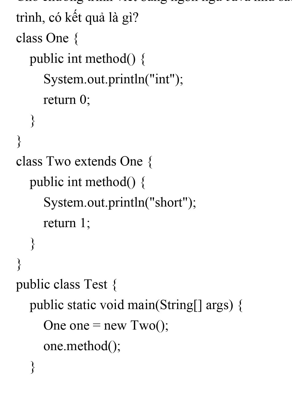 trình, có kết quả là gì?
class One {
public int method() {
System.out.println("int");
return 0;
}
}
class Two extends One {
public int method() {
System.out.println("short");
return 1;
}
}
public class Test {
public static void main(String[] args) {
One one = new Two();
one.method();
}